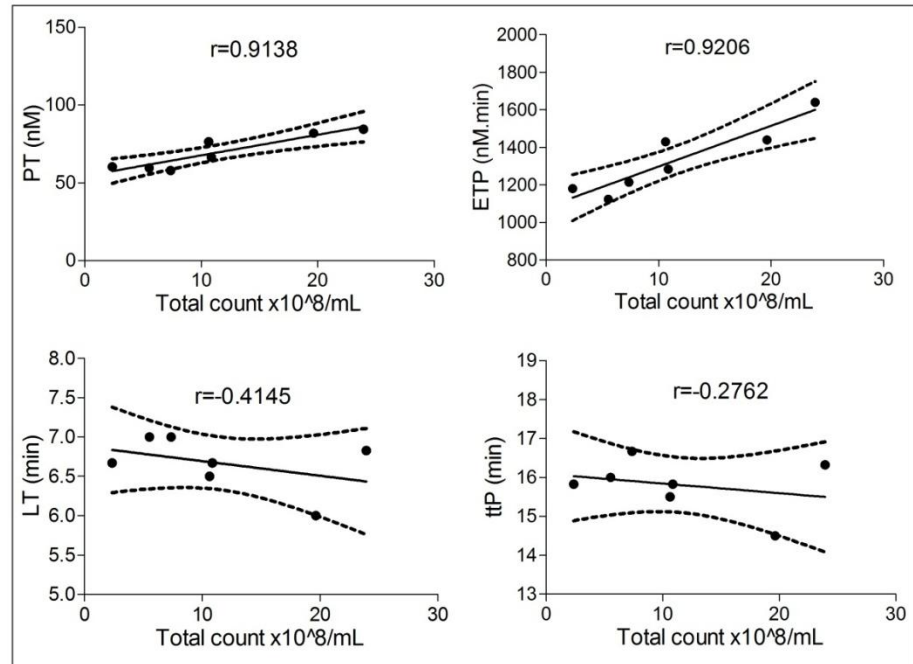 r=0.9138
PT (nM)
150
100
50
0
0 10 20 30
Total count x10^8/mL
r=0.9206
ETP (nM.min)
2000
1800
1600
1400
1200
1000
800
0 10 20 30
Total count x10^8/mL
r=-0.4145
LT (min)
8.0
7.5
7.0
6.5
6.0
5.5
5.0
0 10 20 30
Total count x10^8/mL
r=-0.2762
ttP (min)
19
18
17
16
15
14
13
0 10 20 30
Total count x10^8/mL